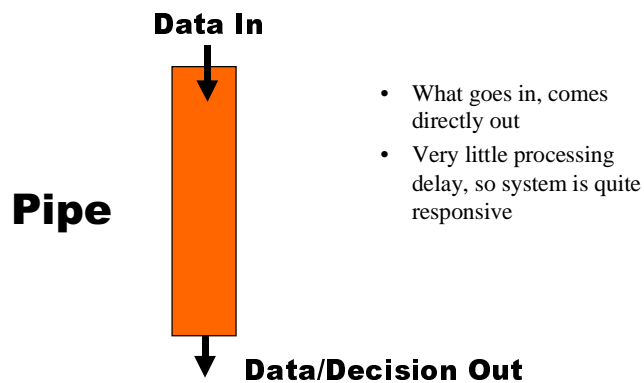 Data In
Pipe
• What goes in, comes
directly out
• Very little processing
delay, so system is quite
responsive
Data/Decision Out